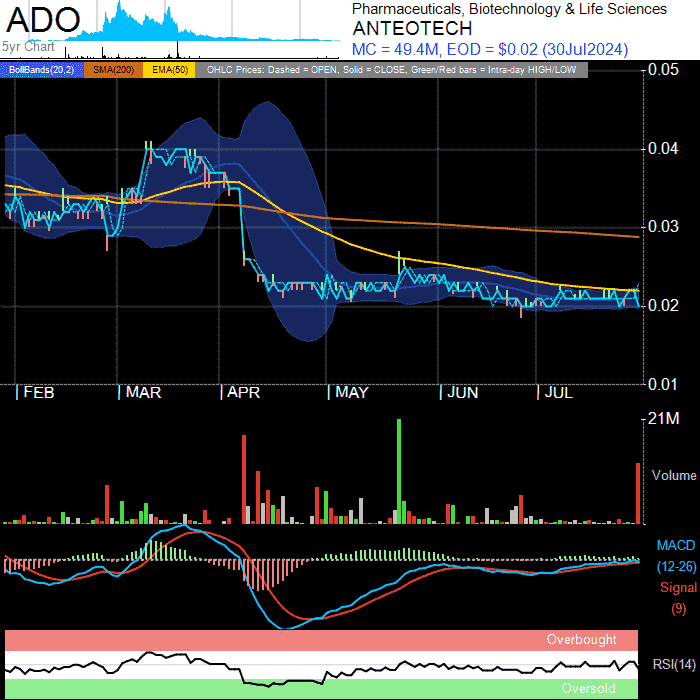 ADO
5yr Chart
Pharmaceuticals, Biotechnology & Life Sciences
ANTEOTECH
MC = 49.4M, EOD = $0.02 (30Jul2024)
BollBands(20,2) SMA(200) EMA(50) OHLC Prices: Dashed = OPEN, Solid = CLOSE, Green/Red bars = Intra-day HIGH/LOW
0.05
0.04
0.03
0.02
0.01
FEB MAR APR MAY JUN JUL
21M
Volume
MACD
(12-26)
Signal
(9)
Overbought
RSI(14)
Oversold